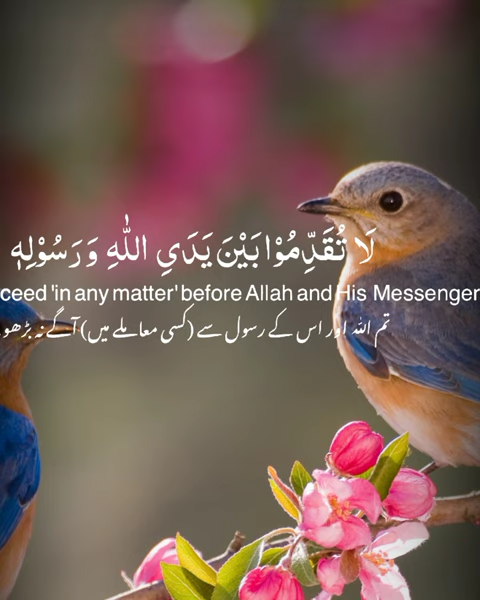 لَا تُقَدِّمُوْا بَيْنَ يَدَيِ اللّٰهِ وَرَسُوْلِهٖ
ceed 'in any matter' before Allah and His Messenger
تم اللہ اور اس کے رسول سے (کسی معاملے میں) آگے نہ بڑھو